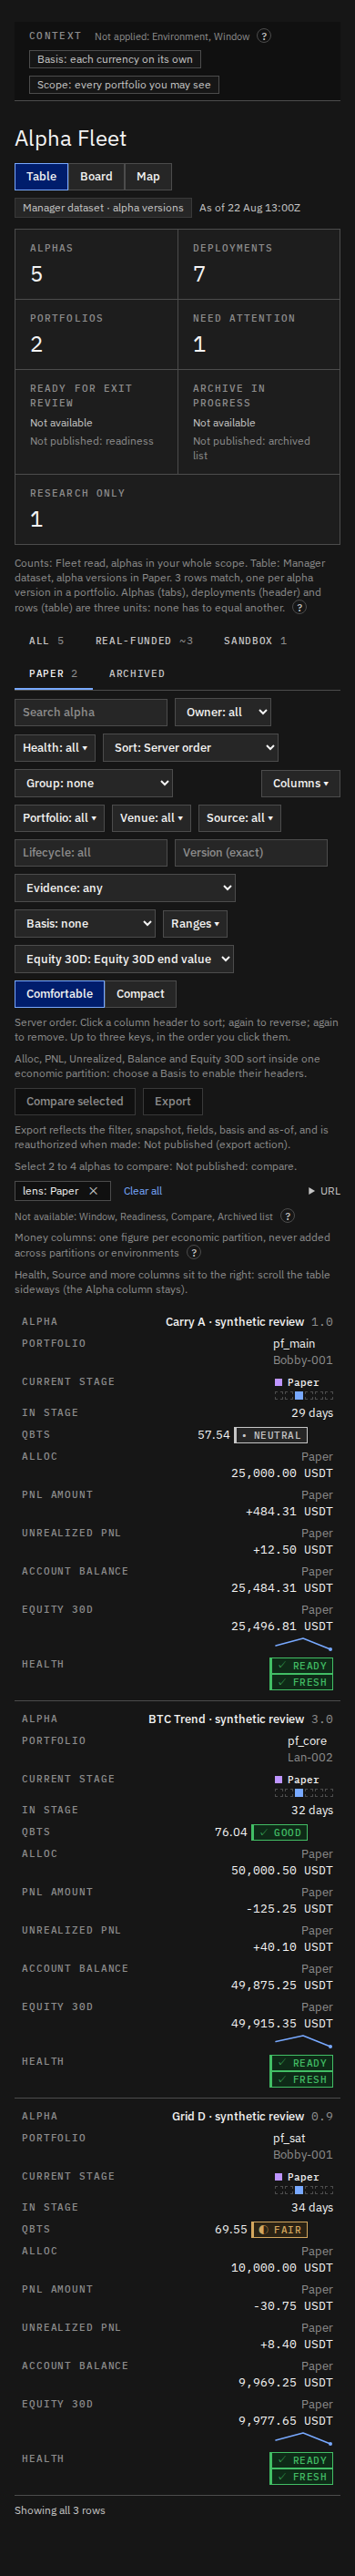 CONTEXT Not applied: Environment, Window ?
Basis: each currency on its own
Scope: every portfolio you may see
Alpha Fleet
Table Board Map
Manager dataset · alpha versions As of 22 Aug 13:00Z
ALPHAS DEPLOYMENTS
5 7
PORTFOLIOS NEED ATTENTION
2 1
READY FOR EXIT REVIEW
Not available
Not published: readiness
ARCHIVE IN PROGRESS
Not available
Not published: archived list
RESEARCH ONLY
1
Counts: Fleet read, alphas in your whole scope. Table: Manager
dataset, alpha versions in Paper. 3 rows match, one per alpha
version in a portfolio. Alphas (tabs), deployments (header) and
rows (table) are three units: none has to equal another. ?
ALL 5 REAL-FUNDED ~3 SANDBOX 1
PAPER 2 ARCHIVED
Search alpha Owner: all
Health: all ▾ Sort: Server order
Group: none Columns ▾
Portfolio: all ▾ Venue: all ▾ Source: all ▾
Lifecycle: all Version (exact)
Evidence: any
Basis: none Ranges ▾
Equity 30D: Equity 30D end value
Comfortable Compact
Server order. Click a column header to sort; again to reverse; again
to remove. Up to three keys, in the order you click them.
Alloc, PNL, Unrealized, Balance and Equity 30D sort inside one
economic partition: choose a Basis to enable their headers.
Compare selected Export
Export reflects the filter, snapshot, fields, basis and as-of, and is
reauthorized when made: Not published (export action).
Select 2 to 4 alphas to compare: Not published: compare.
lens: Paper ✕ Clear all ▶ URL
Not available: Window, Readiness, Compare, Archived list ?
Money columns: one figure per economic partition, never added
across partitions or environments ?
Health, Source and more columns sit to the right: scroll the table
sideways (the Alpha column stays).
ALPHA Carry A · synthetic review 1.0
PORTFOLIO pf_main
Bobby-001
CURRENT STAGE Paper
IN STAGE 29 days
QBTS 57.54 • NEUTRAL
ALLOC Paper
25,000.00 USDT
PNL AMOUNT Paper
+484.31 USDT
UNREALIZED PNL Paper
+12.50 USDT
ACCOUNT BALANCE Paper
25,484.31 USDT
EQUITY 30D Paper
25,496.81 USDT
HEALTH ✓ READY
✓ FRESH
ALPHA BTC Trend · synthetic review 3.0
PORTFOLIO pf_core
Lan-002
CURRENT STAGE Paper
IN STAGE 32 days
QBTS 76.04 ✓ GOOD
ALLOC Paper
50,000.50 USDT
PNL AMOUNT Paper
-125.25 USDT
UNREALIZED PNL Paper
+40.10 USDT
ACCOUNT BALANCE Paper
49,875.25 USDT
EQUITY 30D Paper
49,915.35 USDT
HEALTH ✓ READY
✓ FRESH
ALPHA Grid D · synthetic review 0.9
PORTFOLIO pf_sat
Bobby-001
CURRENT STAGE Paper
IN STAGE 34 days
QBTS 69.55 ◐ FAIR
ALLOC Paper
10,000.00 USDT
PNL AMOUNT Paper
-30.75 USDT
UNREALIZED PNL Paper
+8.40 USDT
ACCOUNT BALANCE Paper
9,969.25 USDT
EQUITY 30D Paper
9,977.65 USDT
HEALTH ✓ READY
✓ FRESH
Showing all 3 rows